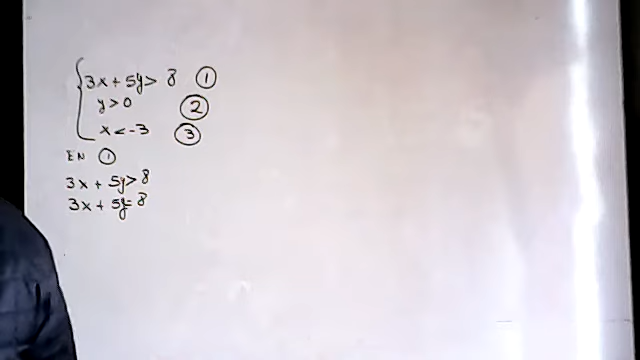 3x + 5y > 8 ①
y > 0 ②
x < -3 ③
EN ①
3x + 5y > 8
3x + 5y = 8